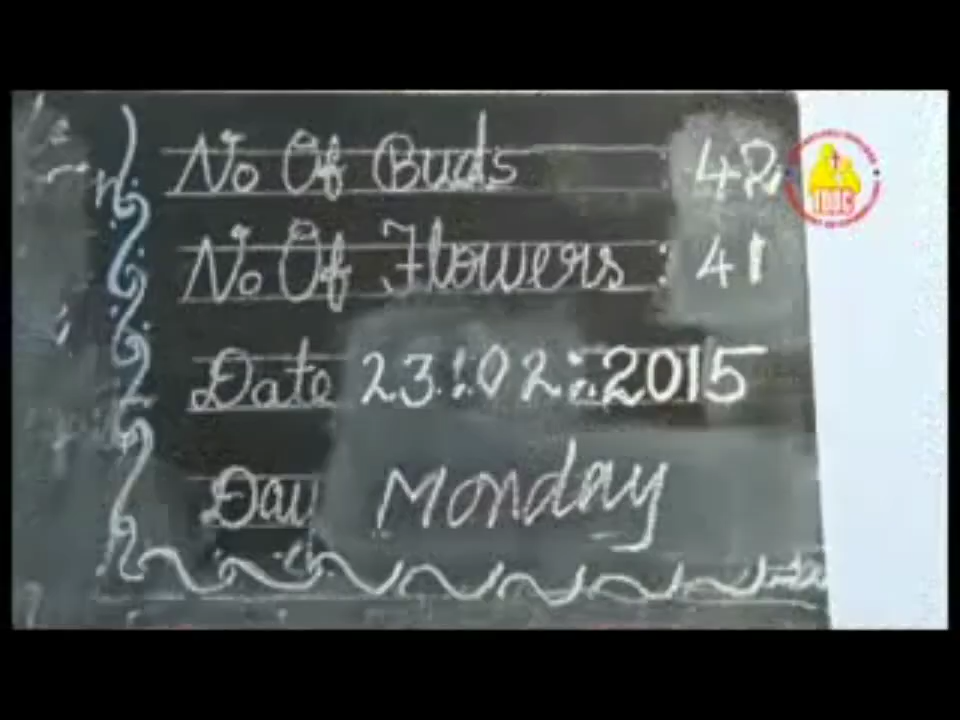 No Of Buds : 42
No Of Flowers : 41
Date 23:02:2015
Day Monday